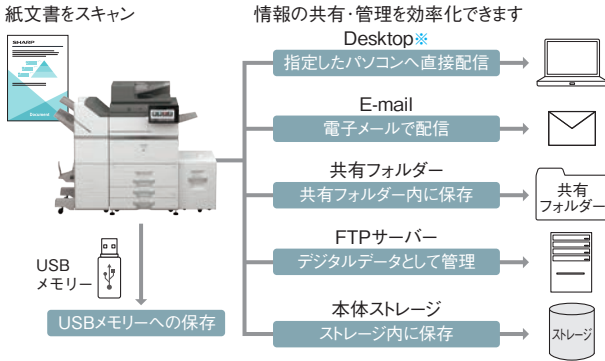 紙文書をスキャン
情報の共有・管理を効率化できます
SHARP
Document
Desktop※
指定したパソコンへ直接配信
E-mail
電子メールで配信
共有フォルダー
共有フォルダー内に保存
共有
フォルダー
FTPサーバー
デジタルデータとして管理
本体ストレージ
ストレージ内に保存
ストレージ
USB
メモリー
USBメモリーへの保存